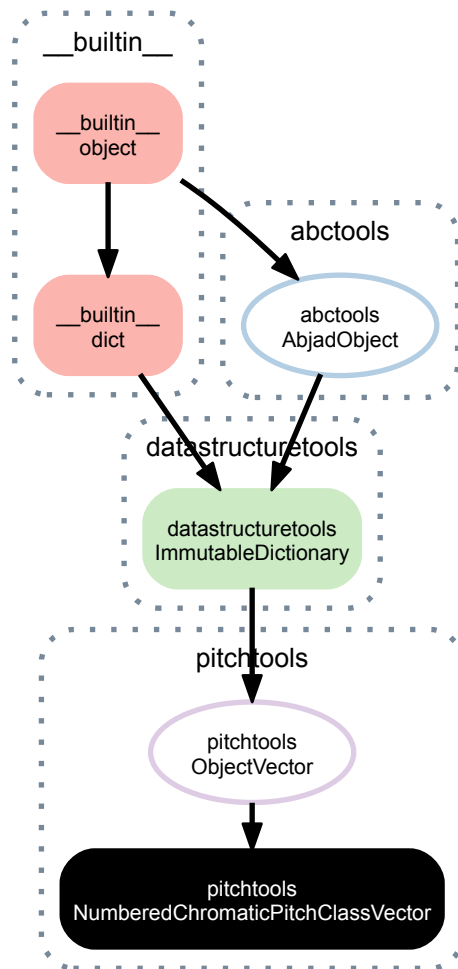 __builtin__
__builtin__
object
abctools
__builtin__
dict
abctools
AbjadObject
datastructuretools
datastructuretools
ImmutableDictionary
pitchtools
pitchtools
ObjectVector
pitchtools
NumberedChromaticPitchClassVector